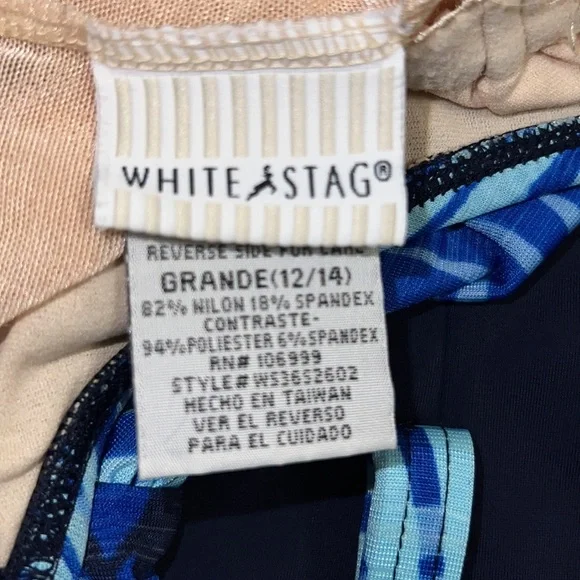 WHITE STAG®
REVERSE SIDE FOR CARE
GRANDE(12/14)
82% NILON 18% SPANDEX
CONTRASTE-
94%POLIESTER 6%SPANDEX
RN# 106999
STYLE#WS36S2602
HECHO EN TAIWAN
VER EL REVERSO
PARA EL CUIDADO